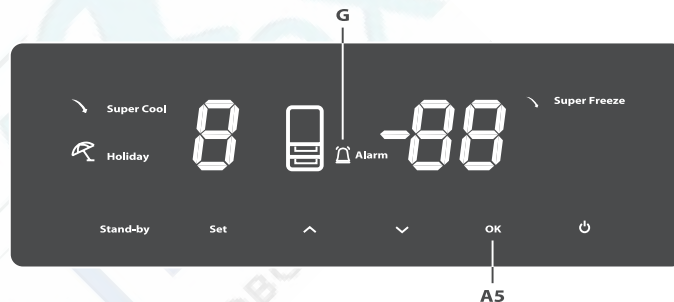 G
Super Cool
8
-88
Super Freeze
Holiday
Alarm
Stand-by
Set
OK
A5